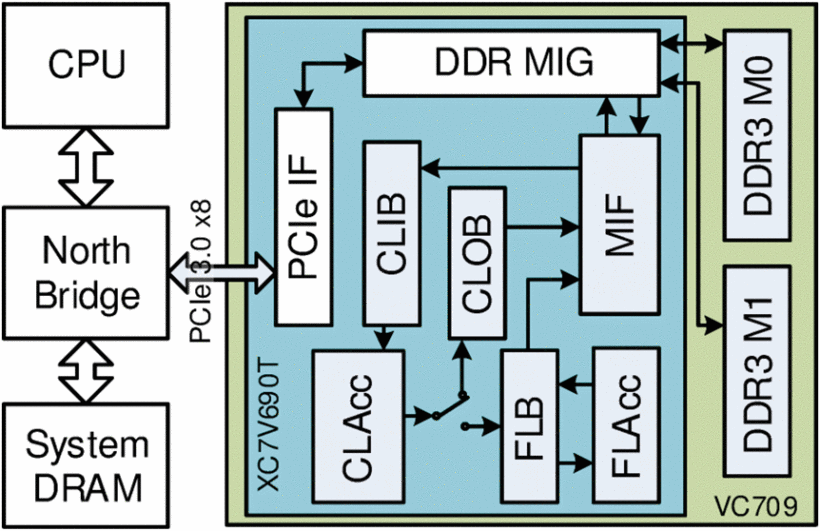 CPU
North
Bridge
System
DRAM
PCIe 3.0 x8
DDR MIG
PCIe IF
CLIB
CLOB
MIF
CLAcc
FLB
FLAcc
XC7V690T
DDR3 M0
DDR3 M1
VC709